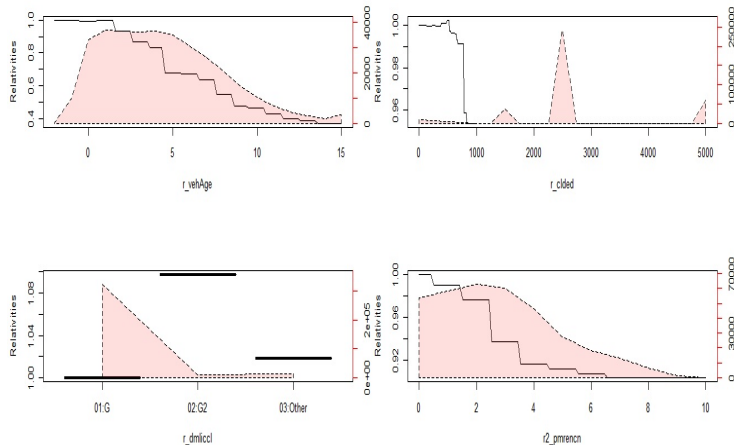 Relativities
0.4 0.6 0.8 1.0
0 20000 40000
0 5 10 15
r_vehAge
Relativities
0.96 0.98 1.00
0 100000 250000
0 1000 2000 3000 4000 5000
r_clded
Relativities
1.00 1.04 1.08
0e+00 2e+05
01:G 02:G2 03:Other
r_dmliccl
Relativities
0.92 0.96 1.00
0 30000 70000
0 2 4 6 8 10
r2_pmrencn